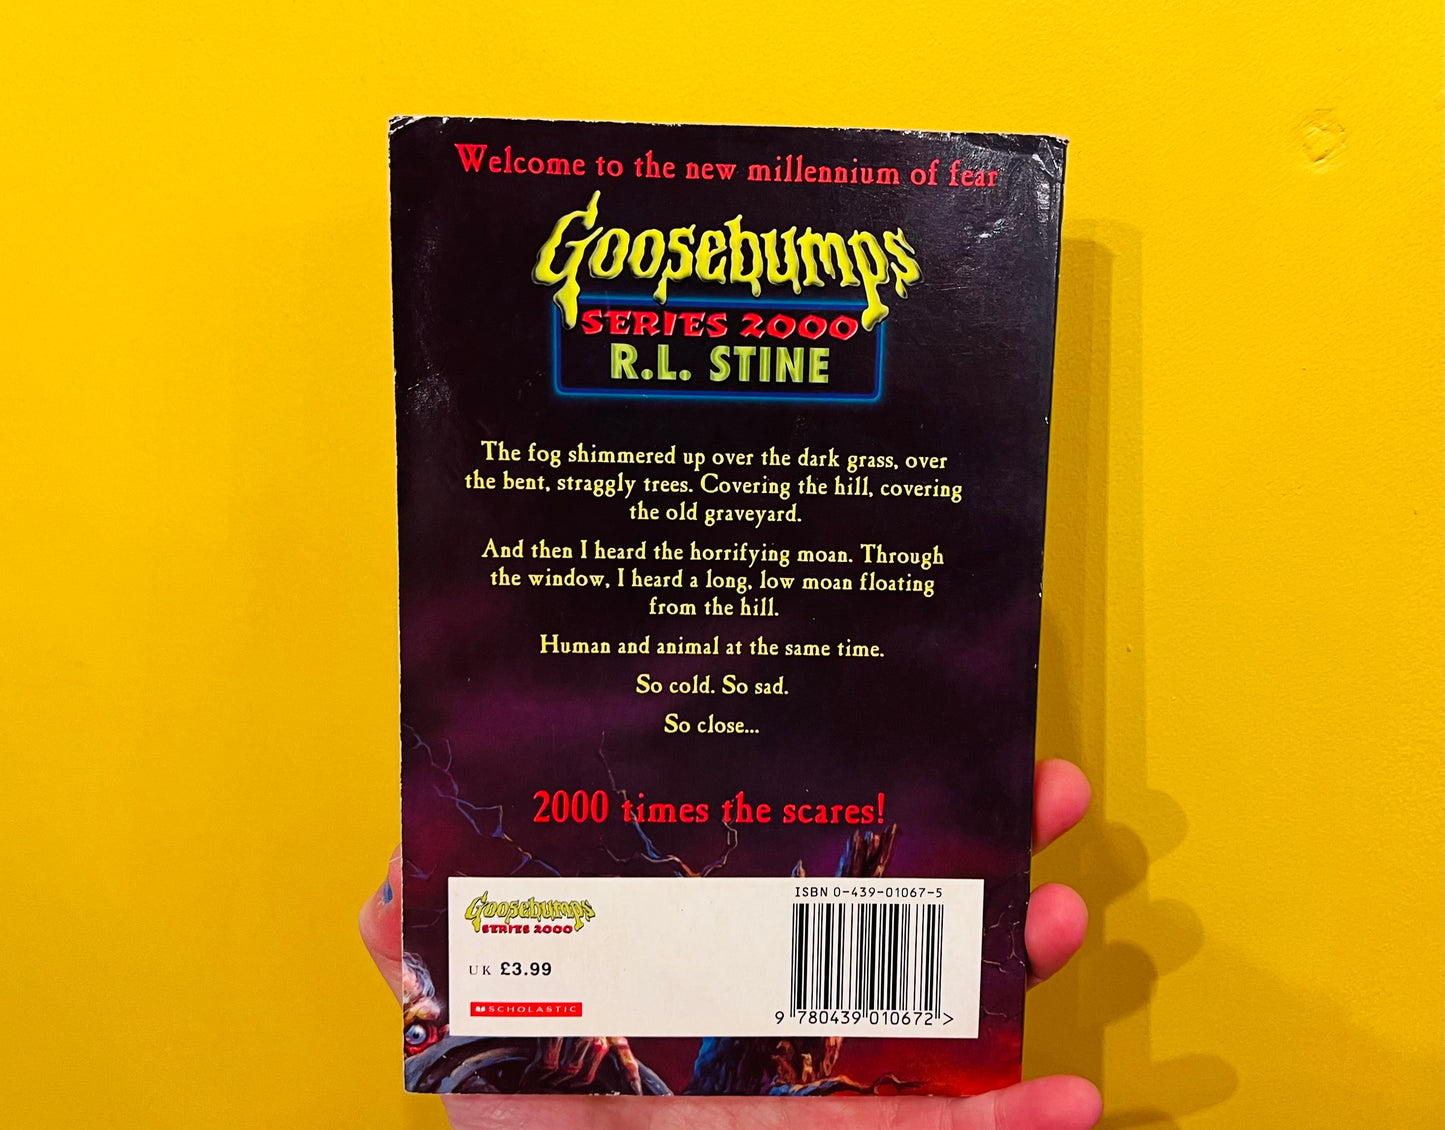 Welcome to the new millennium of fear
Goosebumps
SERIES 2000
R.L. STINE
The fog shimmered up over the dark grass, over
the bent, straggly trees. Covering the hill, covering
the old graveyard.
And then I heard the horrifying moan. Through
the window, I heard a long, low moan floating
from the hill.
Human and animal at the same time.
So cold. So sad.
So close...
2000 times the scares!
Goosebumps
SERIES 2000
UK £3.99
SCHOLASTIC
ISBN 0-439-01067-5
9 780439 010672 >